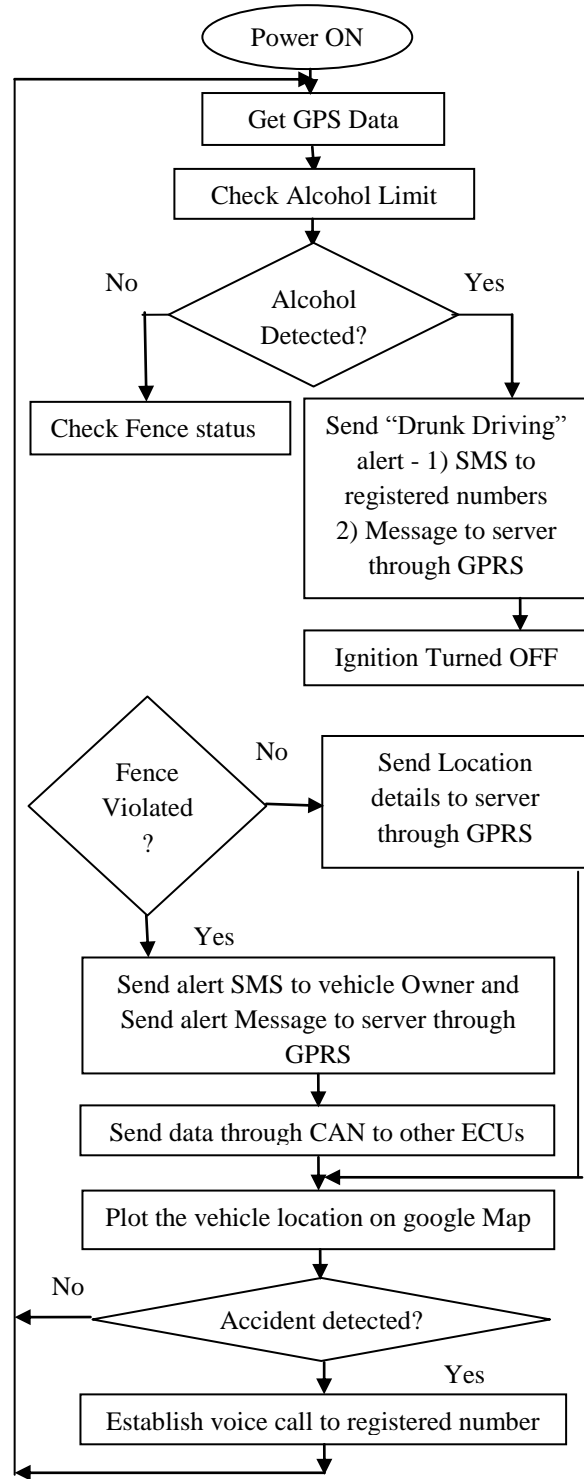 Power ON
Get GPS Data
Check Alcohol Limit
No
Yes
Alcohol
Detected?
Check Fence status
Send “Drunk Driving”
alert - 1) SMS to
registered numbers
2) Message to server
through GPRS
Ignition Turned OFF
Fence
Violated
?
No
Send Location
details to server
through GPRS
Yes
Send alert SMS to vehicle Owner and
Send alert Message to server through
GPRS
Send data through CAN to other ECUs
Plot the vehicle location on google Map
No
Accident detected?
Yes
Establish voice call to registered number